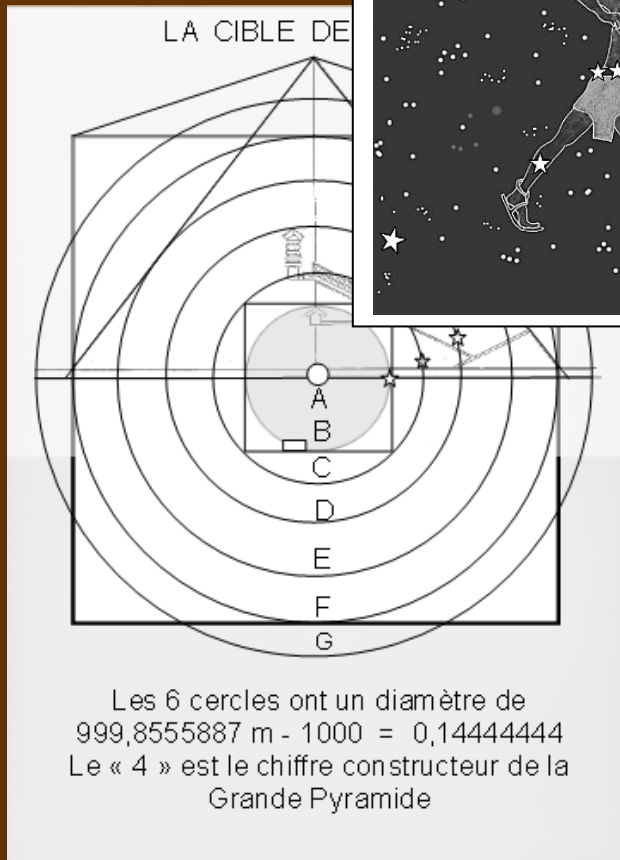 LA CIBLE DE
A
B
C
D
E
F
G
Les 6 cercles ont un diamètre de
999,8555887 m - 1000 = 0,14444444
Le « 4 » est le chiffre constructeur de la
Grande Pyramide